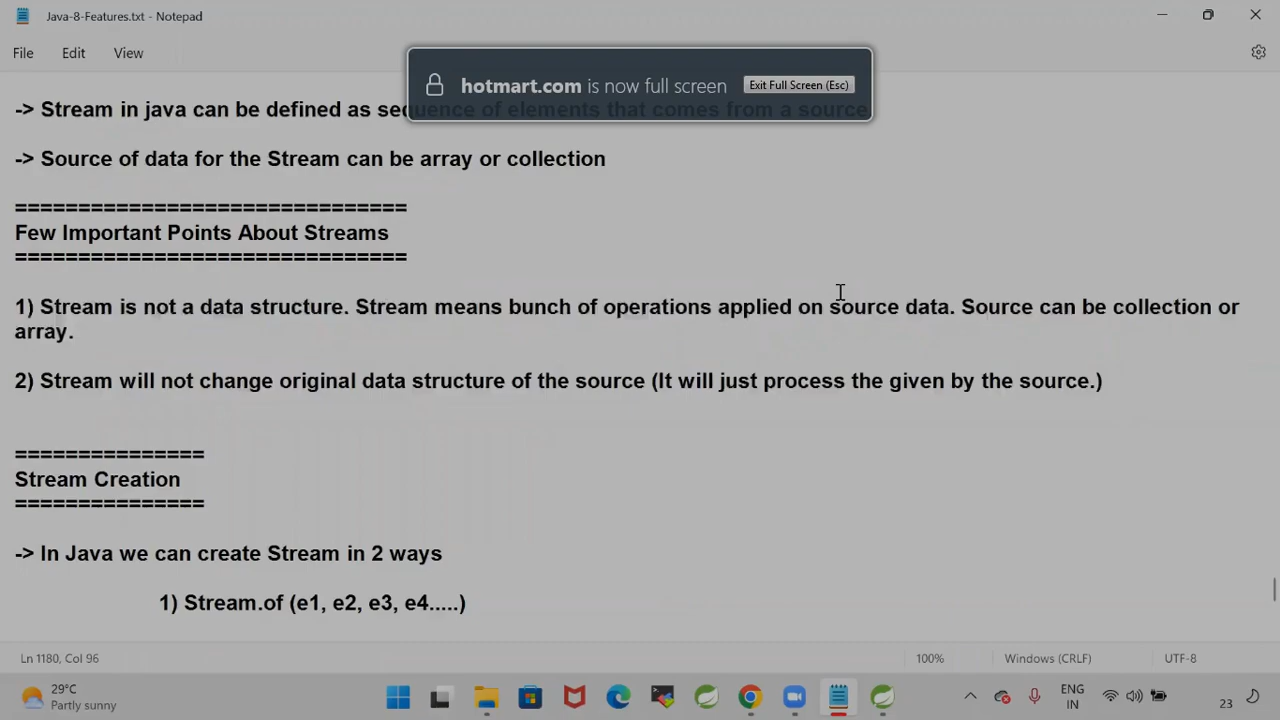 Java-8-Features.txt - Notepad
File Edit View
hotmart.com is now full screen Exit Full Screen (Esc)
-> Stream in java can be defined as sequence of elements that comes from a source
-> Source of data for the Stream can be array or collection
===============================
Few Important Points About Streams
===============================
1) Stream is not a data structure. Stream means bunch of operations applied on source data. Source can be collection or
array.
2) Stream will not change original data structure of the source (It will just process the given by the source.)
===============
Stream Creation
===============
-> In Java we can create Stream in 2 ways
1) Stream.of (e1, e2, e3, e4.....)
Ln 1180, Col 96 100% Windows (CRLF) UTF-8
29°C
Partly sunny
ENG
IN
23